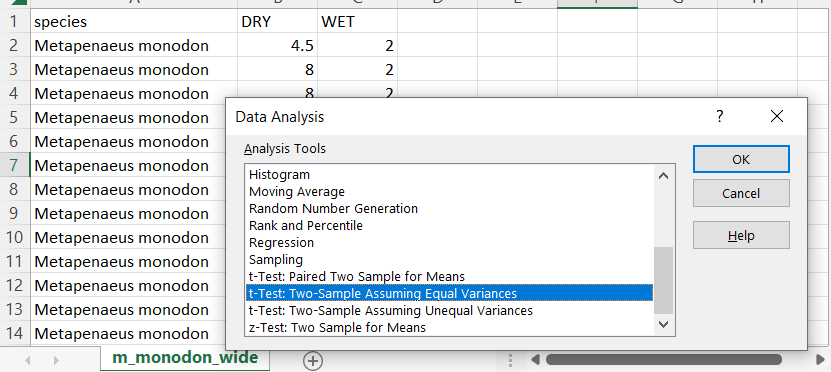 1 species DRY WET
2 Metapenaeus monodon 4.5 2
3 Metapenaeus monodon 8 2
4 Metapenaeus monodon 8 2
5 Metapenaeus monodon
6 Metapenaeus monodon
7 Metapenaeus monodon
8 Metapenaeus monodon
9 Metapenaeus monodon
10 Metapenaeus monodon
11 Metapenaeus monodon
12 Metapenaeus monodon
13 Metapenaeus monodon
14 Metapenaeus monodon
Data Analysis ?
Analysis Tools
Histogram
Moving Average
Random Number Generation
Rank and Percentile
Regression
Sampling
t-Test: Paired Two Sample for Means
t-Test: Two-Sample Assuming Equal Variances
t-Test: Two-Sample Assuming Unequal Variances
z-Test: Two Sample for Means
OK
Cancel
Help
m_monodon_wide